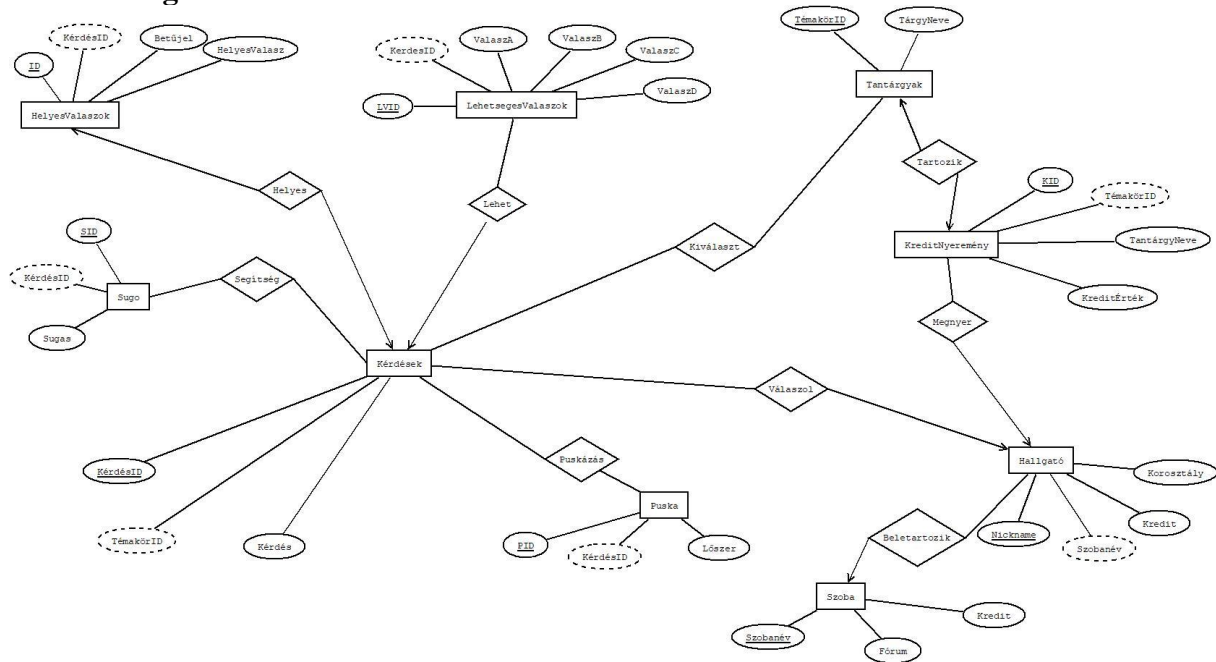 TémakörID
TárgyNeve
KérdésID
Betűjel
HelyesValasz
ID
HelyesValaszok
KerdesID
ValaszA
ValaszB
ValaszC
ValaszD
LVID
LehetsegesValaszok
Tantárgyak
Tartozik
KID
TémakörID
TantárgyNeve
KreditÉrték
KreditNyeremény
Helyes
Lehet
Kiválaszt
SID
KérdésID
Sugo
Sugas
Segítség
Megnyer
Kérdések
Válaszol
KérdésID
TémakörID
Kérdés
Puskázás
Puska
PID
KérdésID
Lőszer
Hallgató
Korosztály
Kredit
Nickname
Szobanév
Beletartozik
Szoba
Kredit
Szobanév
Fórum